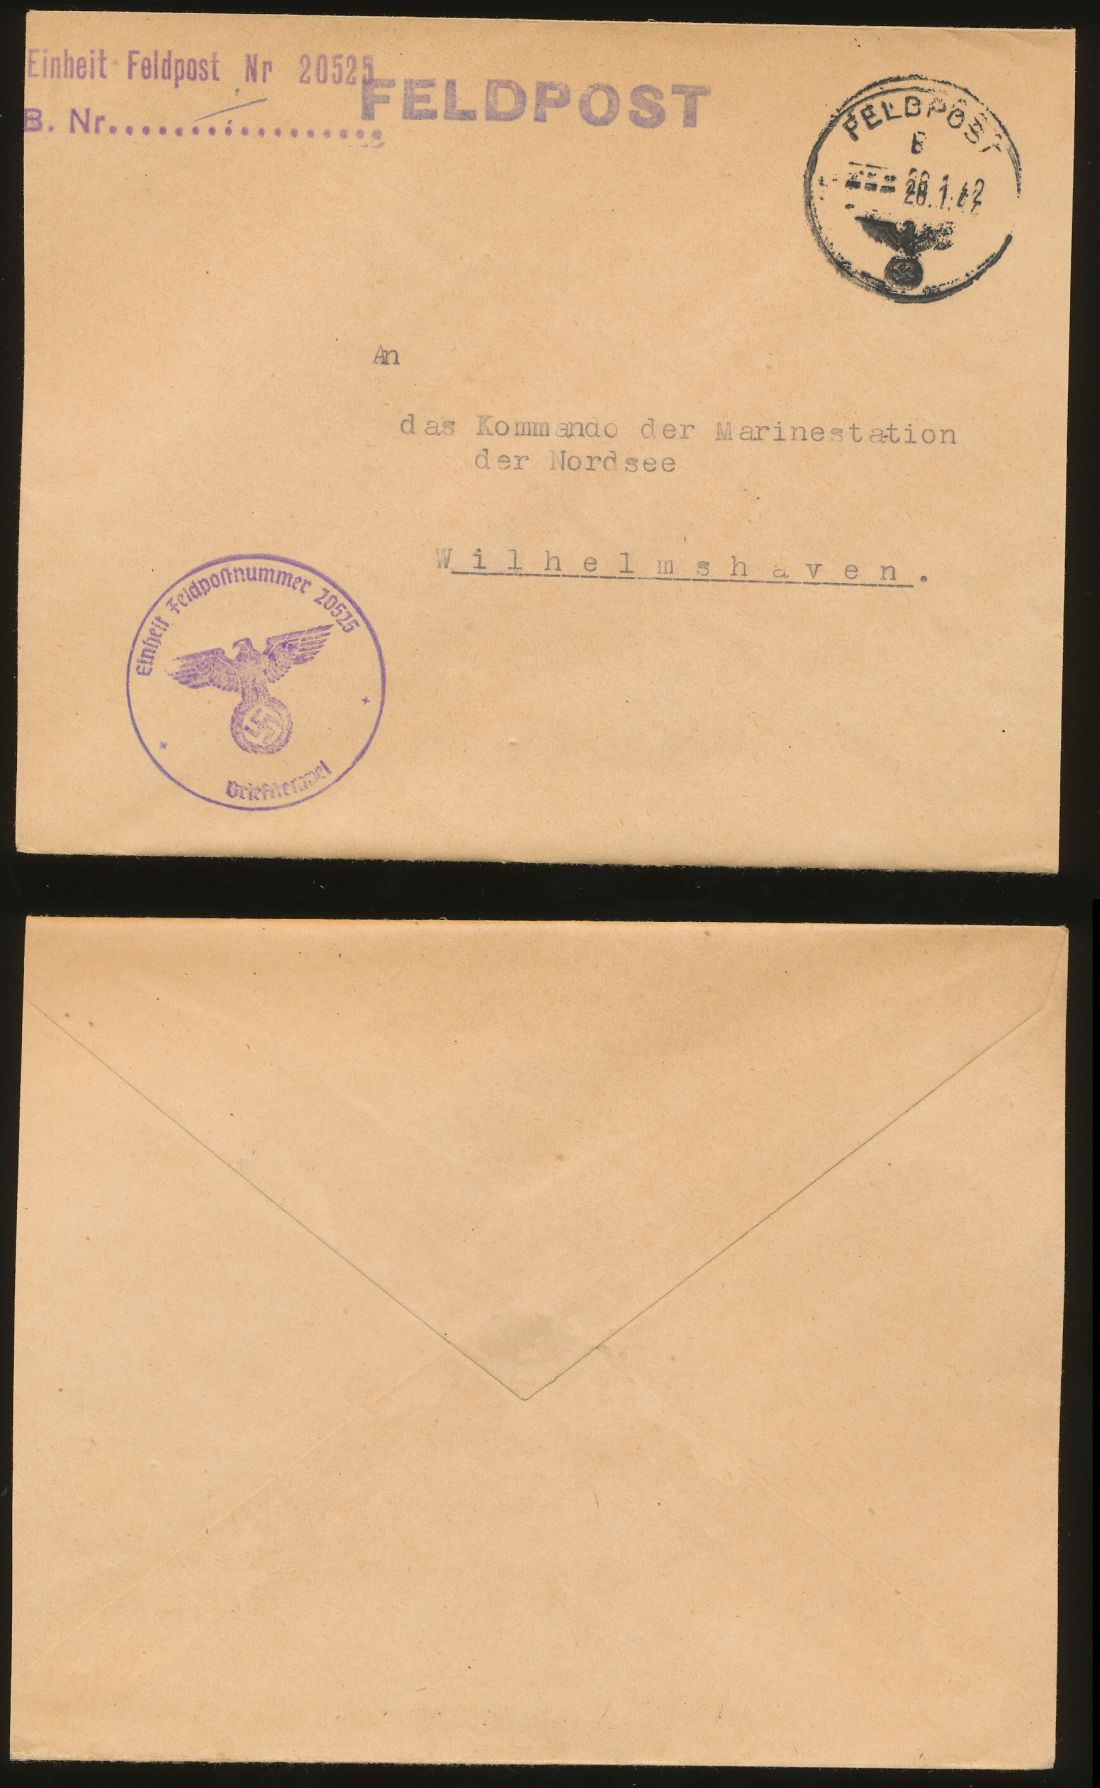 Einheit Feldpost Nr 20525
B. Nr..................
FELDPOST
FELDPOST
B
28.1.42
An
das Kommando der Marinestation
der Nordsee
Wilhelmshaven.
Einheit Feldpostnummer 20525
Briefstempel